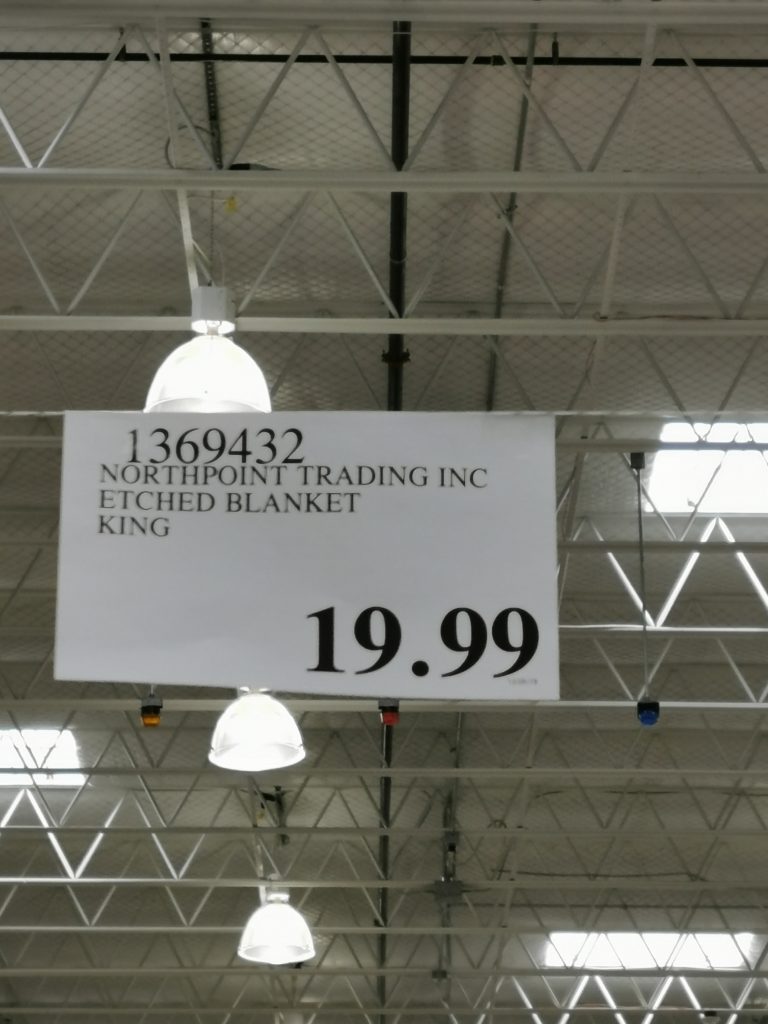 1369432
NORTHPOINT TRADING INC
ETCHED BLANKET
KING
19.99